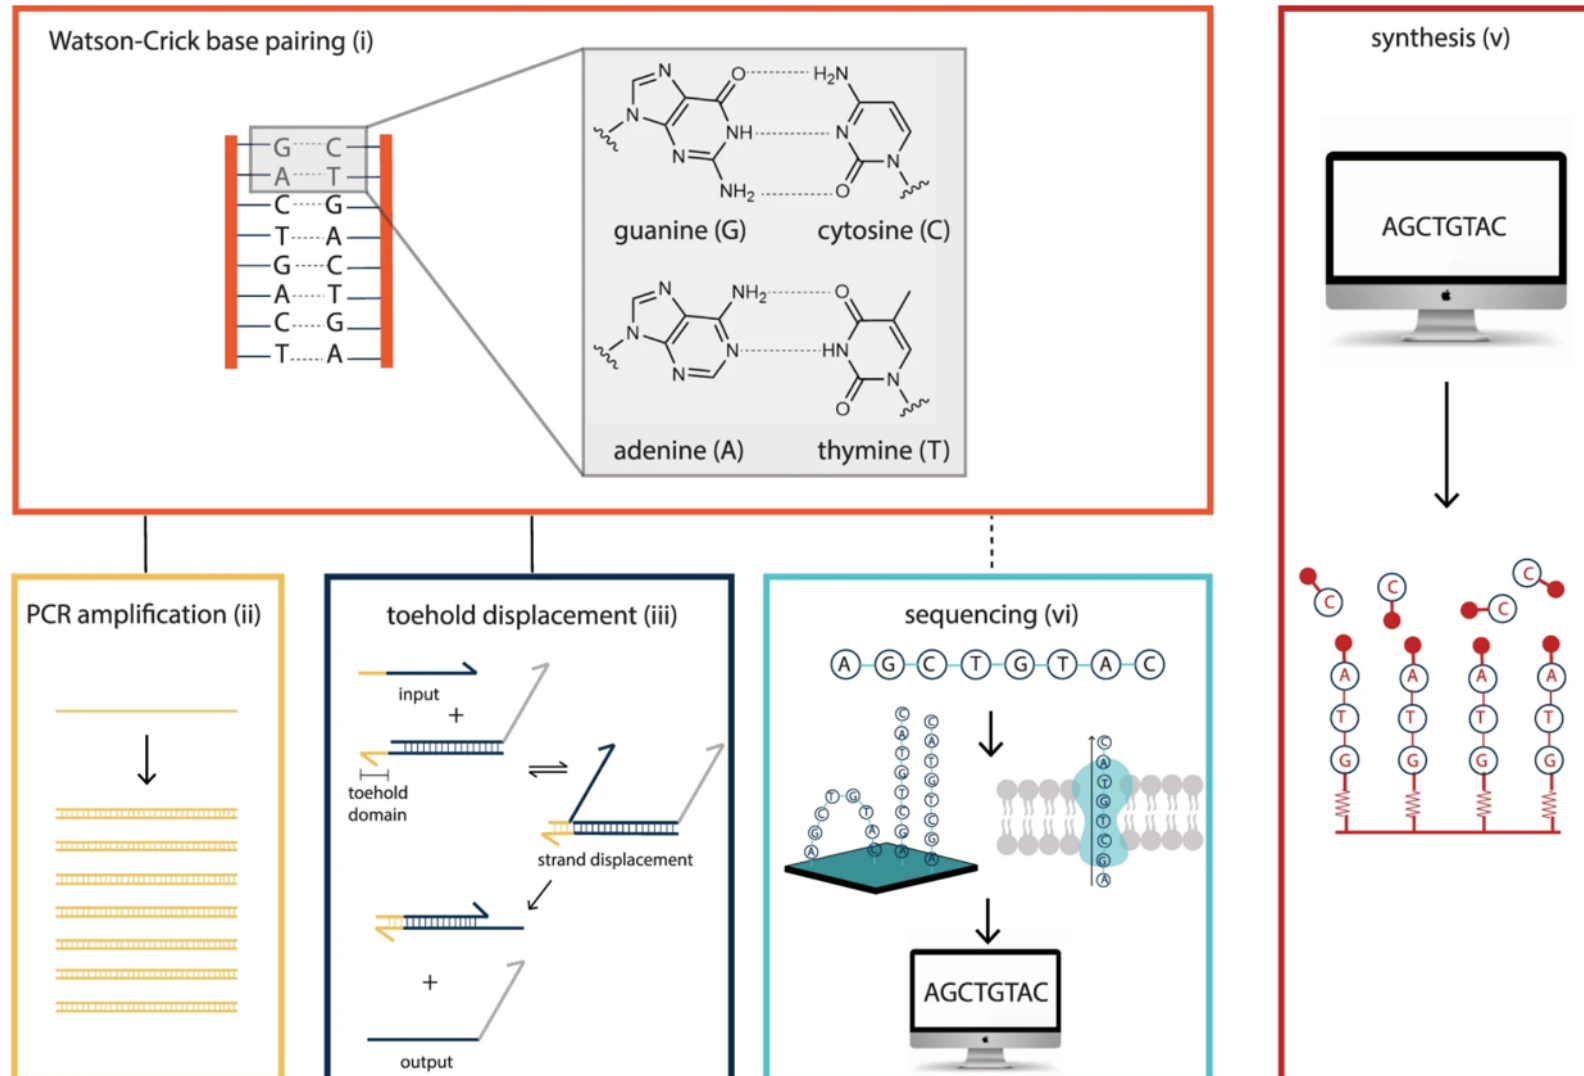 Watson-Crick base pairing (i)
G C
A T
C G
T A
G C
A T
C G
T A
N O H₂N
N NH N
N N
NH₂ O
guanine (G) cytosine (C)
N NH₂ O
N N HN
N N
O
adenine (A) thymine (T)
synthesis (v)
AGCTGTAC
C C C C
A A A A
T T T T
G G G G
PCR amplification (ii)
toehold displacement (iii)
input
+
toehold
domain
strand displacement
+
output
sequencing (vi)
A G C T G T A C
A G C T G T A C
C A T G T C G A
C A T G T C G A
C A T G T C G A
AGCTGTAC